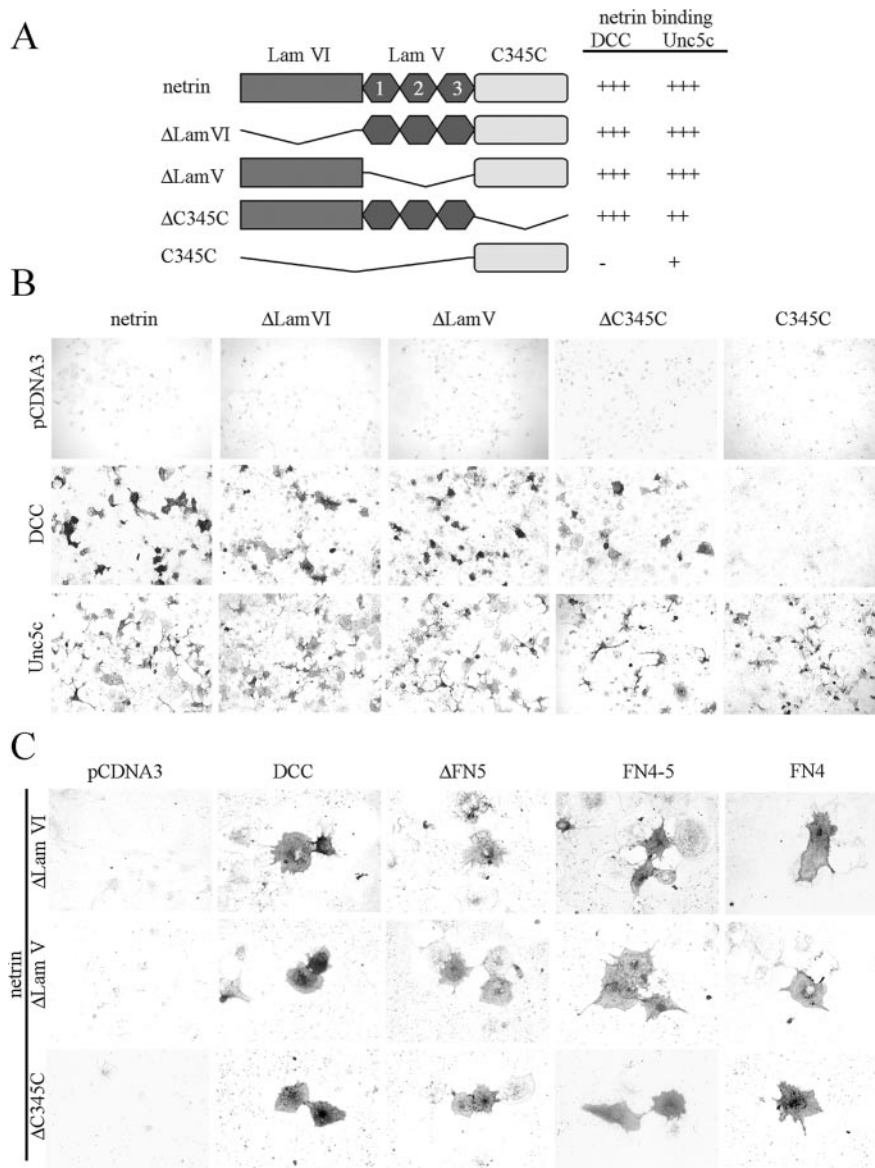 A
netrin binding
DCC Unc5c
Lam VI Lam V C345C
netrin 1 2 3 +++ +++
ΔLamVI +++ +++
ΔLamV +++ +++
ΔC345C +++ ++
C345C - +
B
netrin ΔLamVI ΔLamV ΔC345C C345C
pCDNA3
DCC
Unc5c
C
pCDNA3 DCC ΔFN5 FN4-5 FN4
netrin
ΔLam VI
ΔLam V
ΔC345C